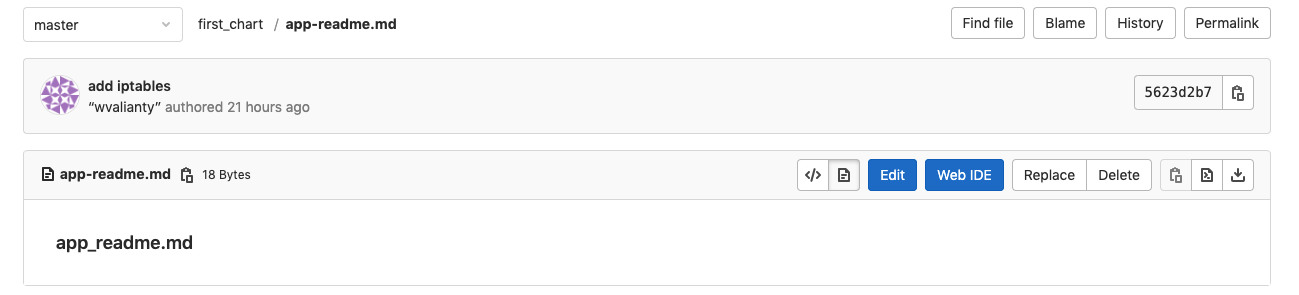 master first_chart / app-readme.md Find file Blame History Permalink
add iptables
“wvalianty” authored 21 hours ago 5623d2b7
app-readme.md 18 Bytes </> Edit Web IDE Replace Delete
app_readme.md